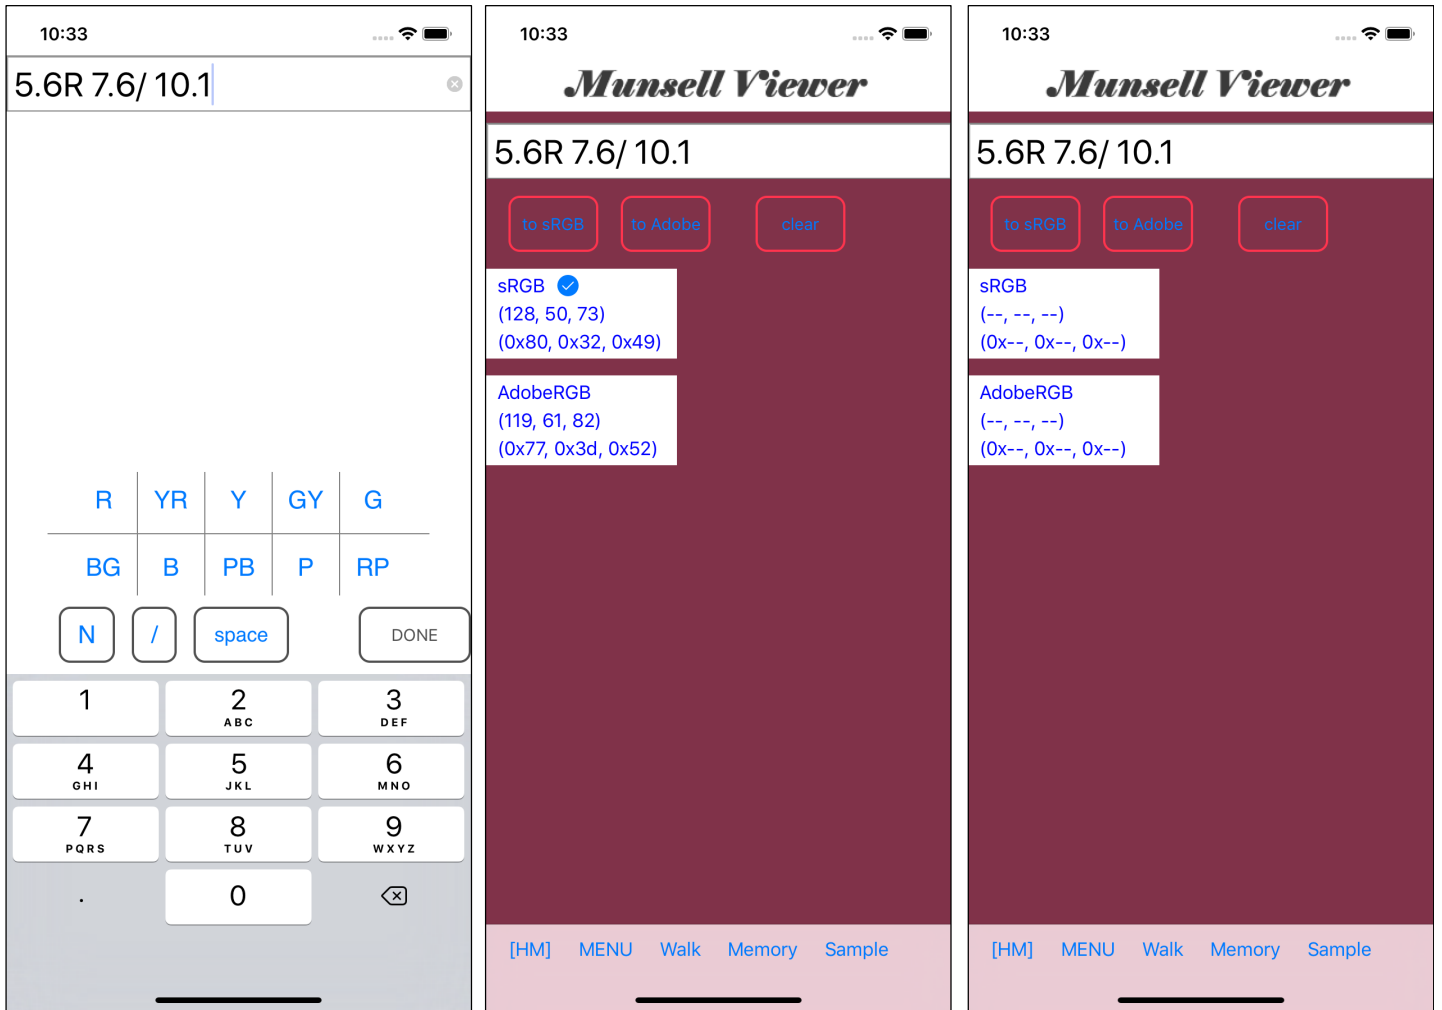 10:33
5.6R 7.6/ 10.1
R YR Y GY G
BG B PB P RP
N / space DONE
1 2 3
ABC DEF
4 5 6
GHI JKL MNO
7 8 9
PQRS TUV WXYZ
. 0
10:33
Munsell Viewer
5.6R 7.6/ 10.1
to sRGB to Adobe clear
sRGB
(128, 50, 73)
(0x80, 0x32, 0x49)
AdobeRGB
(119, 61, 82)
(0x77, 0x3d, 0x52)
[HM] MENU Walk Memory Sample
10:33
Munsell Viewer
5.6R 7.6/ 10.1
to sRGB to Adobe clear
sRGB
(--, --, --)
(0x--, 0x--, 0x--)
AdobeRGB
(--, --, --)
(0x--, 0x--, 0x--)
[HM] MENU Walk Memory Sample